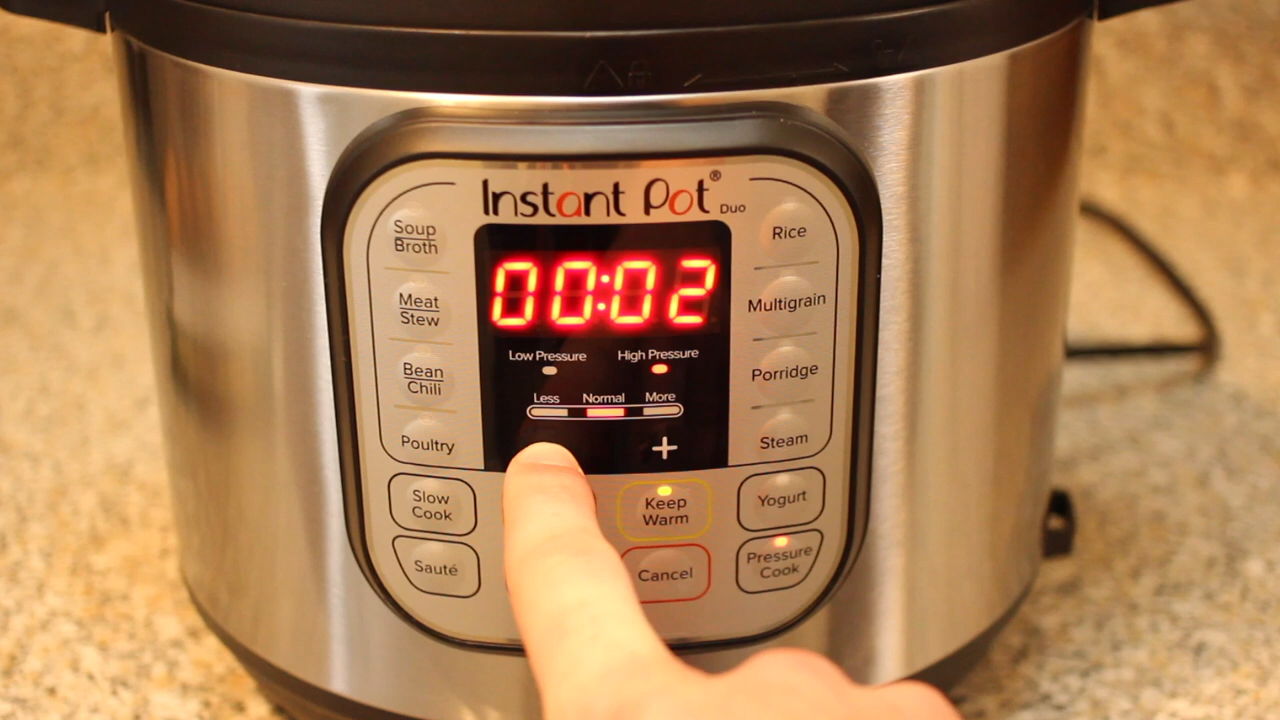 Instant Pot®
Duo
Soup
Broth
Meat
Stew
Bean
Chili
Poultry
00:02
Low Pressure High Pressure
Less Normal More
+
Rice
Multigrain
Porridge
Steam
Slow
Cook
Sauté
Keep
Warm
Cancel
Yogurt
Pressure
Cook